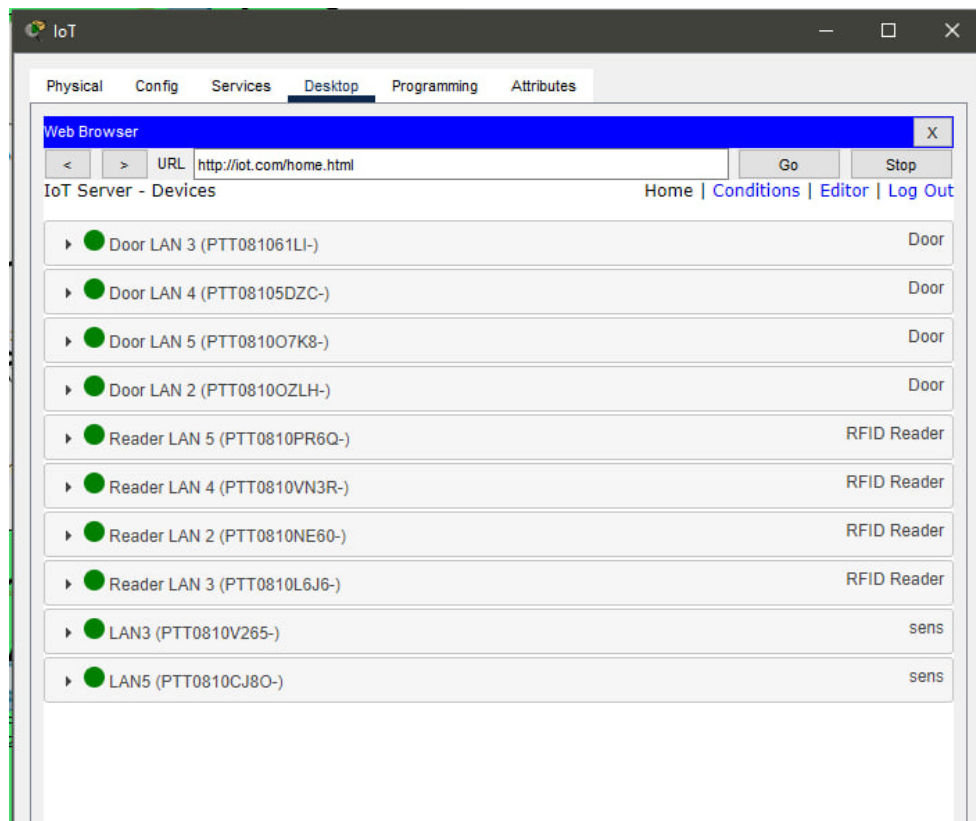 IoT
Physical Config Services Desktop Programming Attributes
Web Browser X
< > URL http://iot.com/home.html Go Stop
IoT Server - Devices Home | Conditions | Editor | Log Out
Door LAN 3 (PTT081061LI-) Door
Door LAN 4 (PTT08105DZC-) Door
Door LAN 5 (PTT0810O7K8-) Door
Door LAN 2 (PTT0810OZLH-) Door
Reader LAN 5 (PTT0810PR6Q-) RFID Reader
Reader LAN 4 (PTT0810VN3R-) RFID Reader
Reader LAN 2 (PTT0810NE60-) RFID Reader
Reader LAN 3 (PTT0810L6J6-) RFID Reader
LAN3 (PTT0810V265-) sens
LAN5 (PTT0810CJ8O-) sens